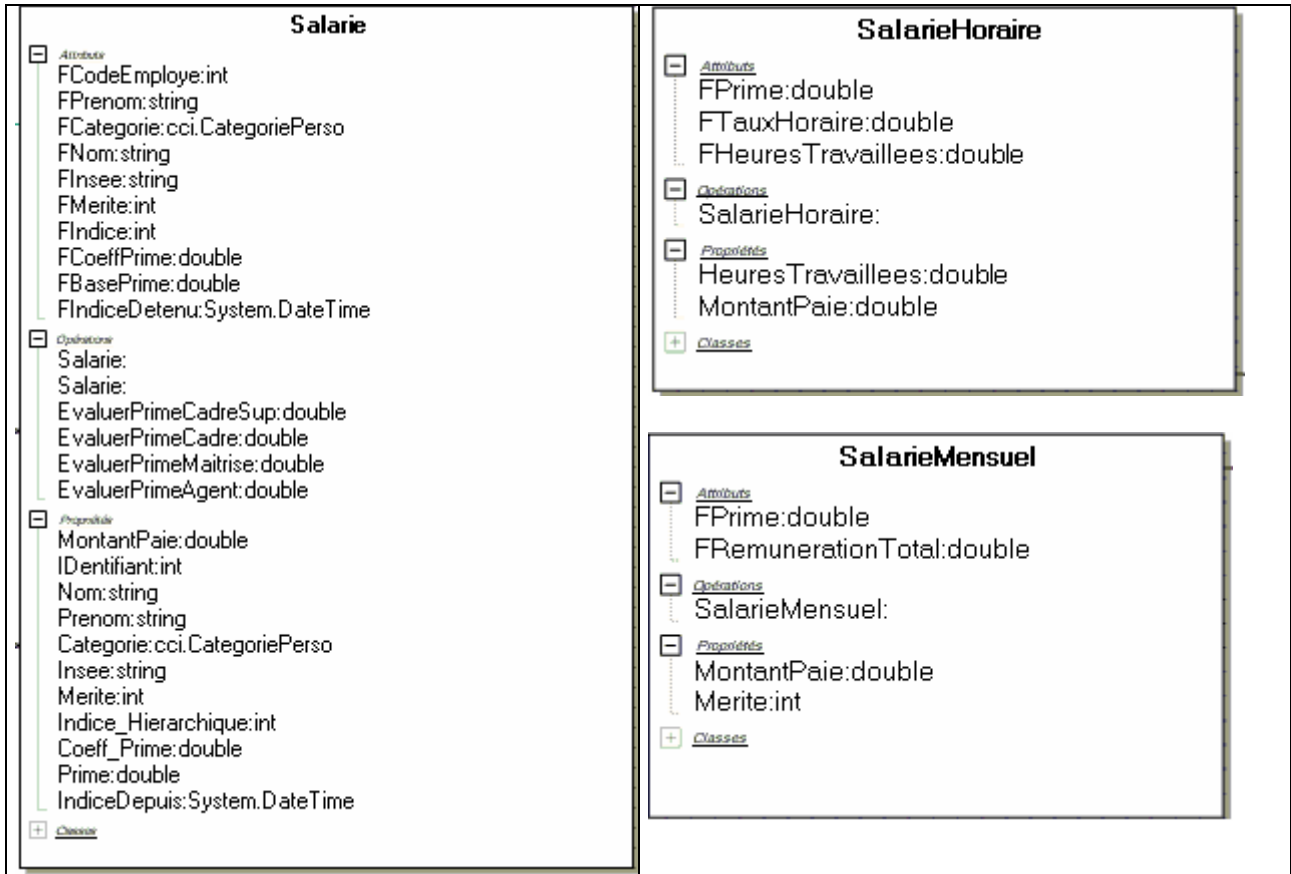 Salarie
Attributs
FCodeEmploye:int
FPrenom:string
FCategorie:cci.CategoriePerso
FNom:string
FInsee:string
FMerite:int
FIndice:int
FCoeffPrime:double
FBasePrime:double
FIndiceDetenu:System.DateTime
Opérations
Salarie:
Salarie:
EvaluerPrimeCadreSup:double
EvaluerPrimeCadre:double
EvaluerPrimeMaitrise:double
EvaluerPrimeAgent:double
Propriétés
MontantPaie:double
IDentifiant:int
Nom:string
Prenom:string
Categorie:cci.CategoriePerso
Insee:string
Merite:int
Indice_Hierarchique:int
Coeff_Prime:double
Prime:double
IndiceDepuis:System.DateTime
Classes
SalarieHoraire
Attributs
FPrime:double
FTauxHoraire:double
FHeuresTravaillees:double
Opérations
SalarieHoraire:
Propriétés
HeuresTravaillees:double
MontantPaie:double
Classes
SalarieMensuel
Attributs
FPrime:double
FRemunerationTotal:double
Opérations
SalarieMensuel:
Propriétés
MontantPaie:double
Merite:int
Classes